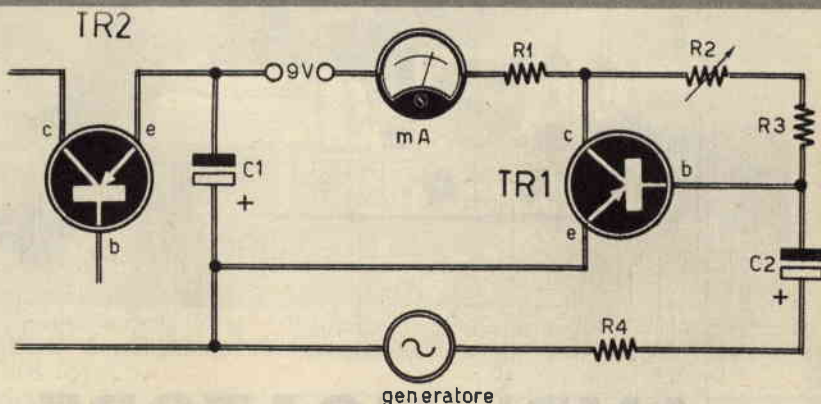 TR2
9V
mA
R1
R2
R3
c
e
b
C1
+
TR1
c
b
e
C2
+
R4
generatore